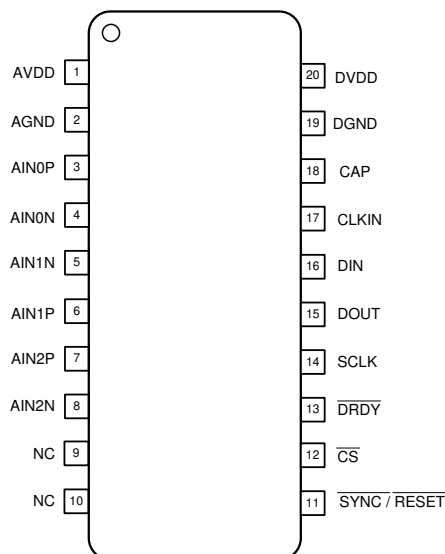 AVDD 1
AGND 2
AIN0P 3
AIN0N 4
AIN1N 5
AIN1P 6
AIN2P 7
AIN2N 8
NC 9
NC 10
20 DVDD
19 DGND
18 CAP
17 CLKIN
16 DIN
15 DOUT
14 SCLK
13 DRDY
12 CS
11 SYNC / RESET